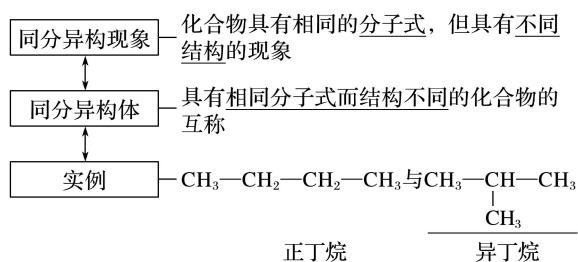 同分异构现象
化合物具有相同的分子式，但具有不同
结构的现象
同分异构体
具有相同分子式而结构不同的化合物的
互称
实例
CH₃—CH₂—CH₂—CH₃与CH₃—CH—CH₃
CH₃
正丁烷
异丁烷